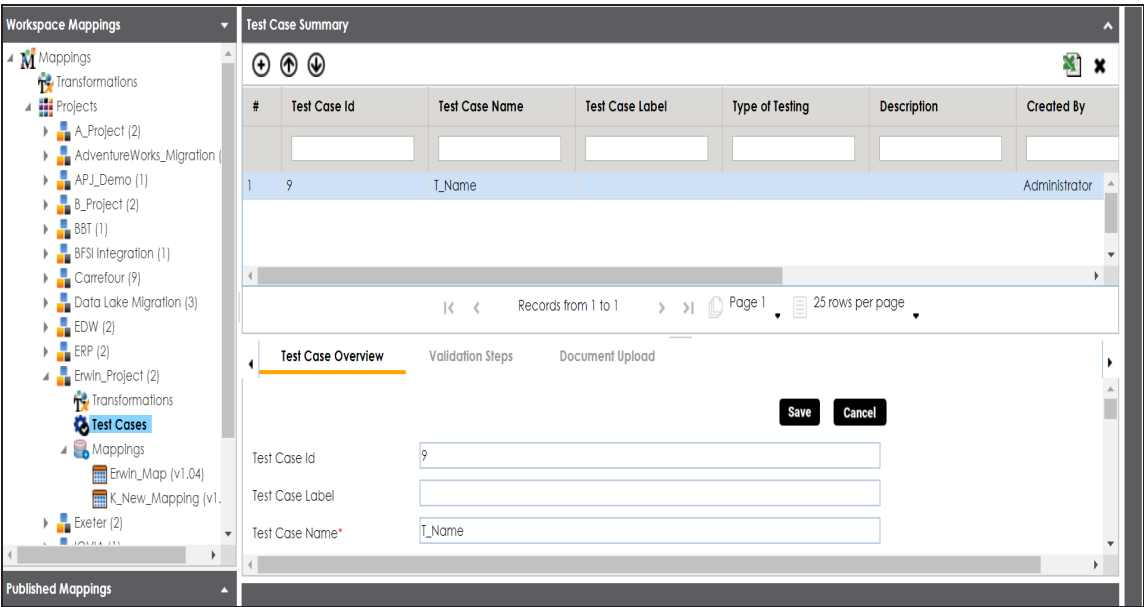 Workspace Mappings
Mappings
Transformations
Projects
A_Project (2)
AdventureWorks_Migration (
APJ_Demo (1)
B_Project (2)
BBT (1)
BFSI Integration (1)
Carrefour (9)
Data Lake Migration (3)
EDW (2)
ERP (2)
Erwin_Project (2)
Transformations
Test Cases
Mappings
Erwin_Map (v1.04)
K_New_Mapping (v1.
Exeter (2)
Published Mappings
Test Case Summary
# Test Case Id Test Case Name Test Case Label Type of Testing Description Created By
1 9 T_Name Administrator
Records from 1 to 1 Page 1 25 rows per page
Test Case Overview Validation Steps Document Upload
Save Cancel
Test Case Id 9
Test Case Label
Test Case Name* T_Name